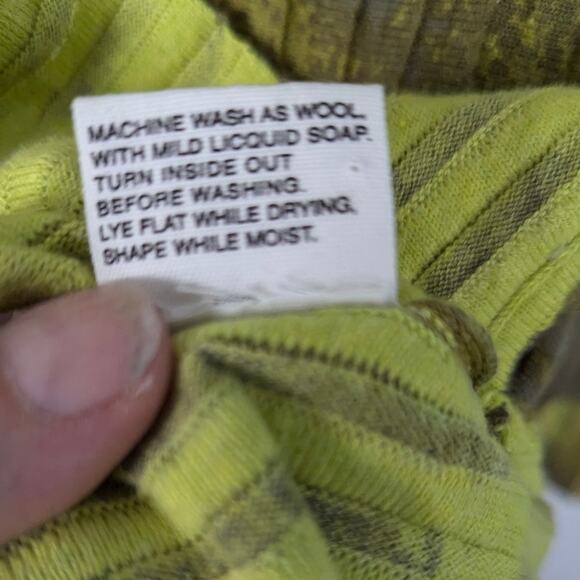 MACHINE WASH AS WOOL.
WITH MILD LICQUID SOAP.
TURN INSIDE OUT
BEFORE WASHING.
LYE FLAT WHILE DRYING,
SHAPE WHILE MOIST.